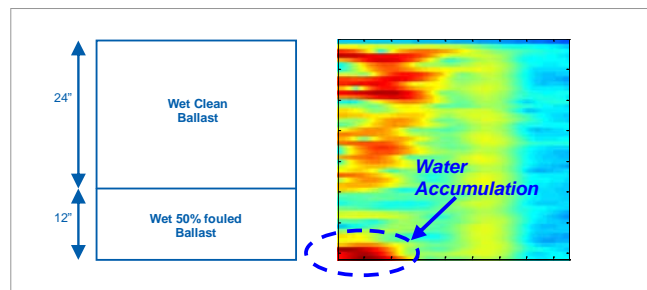 24”
Wet Clean
Ballast
Water
Accumulation
12”
Wet 50% fouled
Ballast